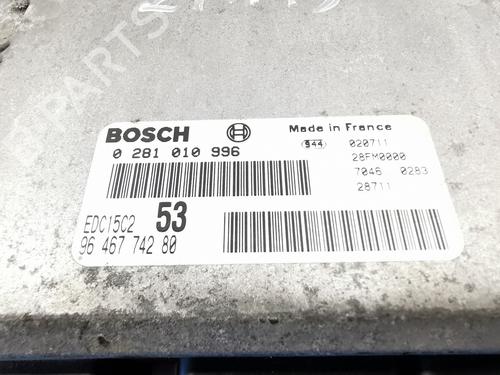 BOSCH
Made in France
0 281 010 996
944 020711
28FM0000
7046 0283
28711
EDC15C2 53
96 467 742 80